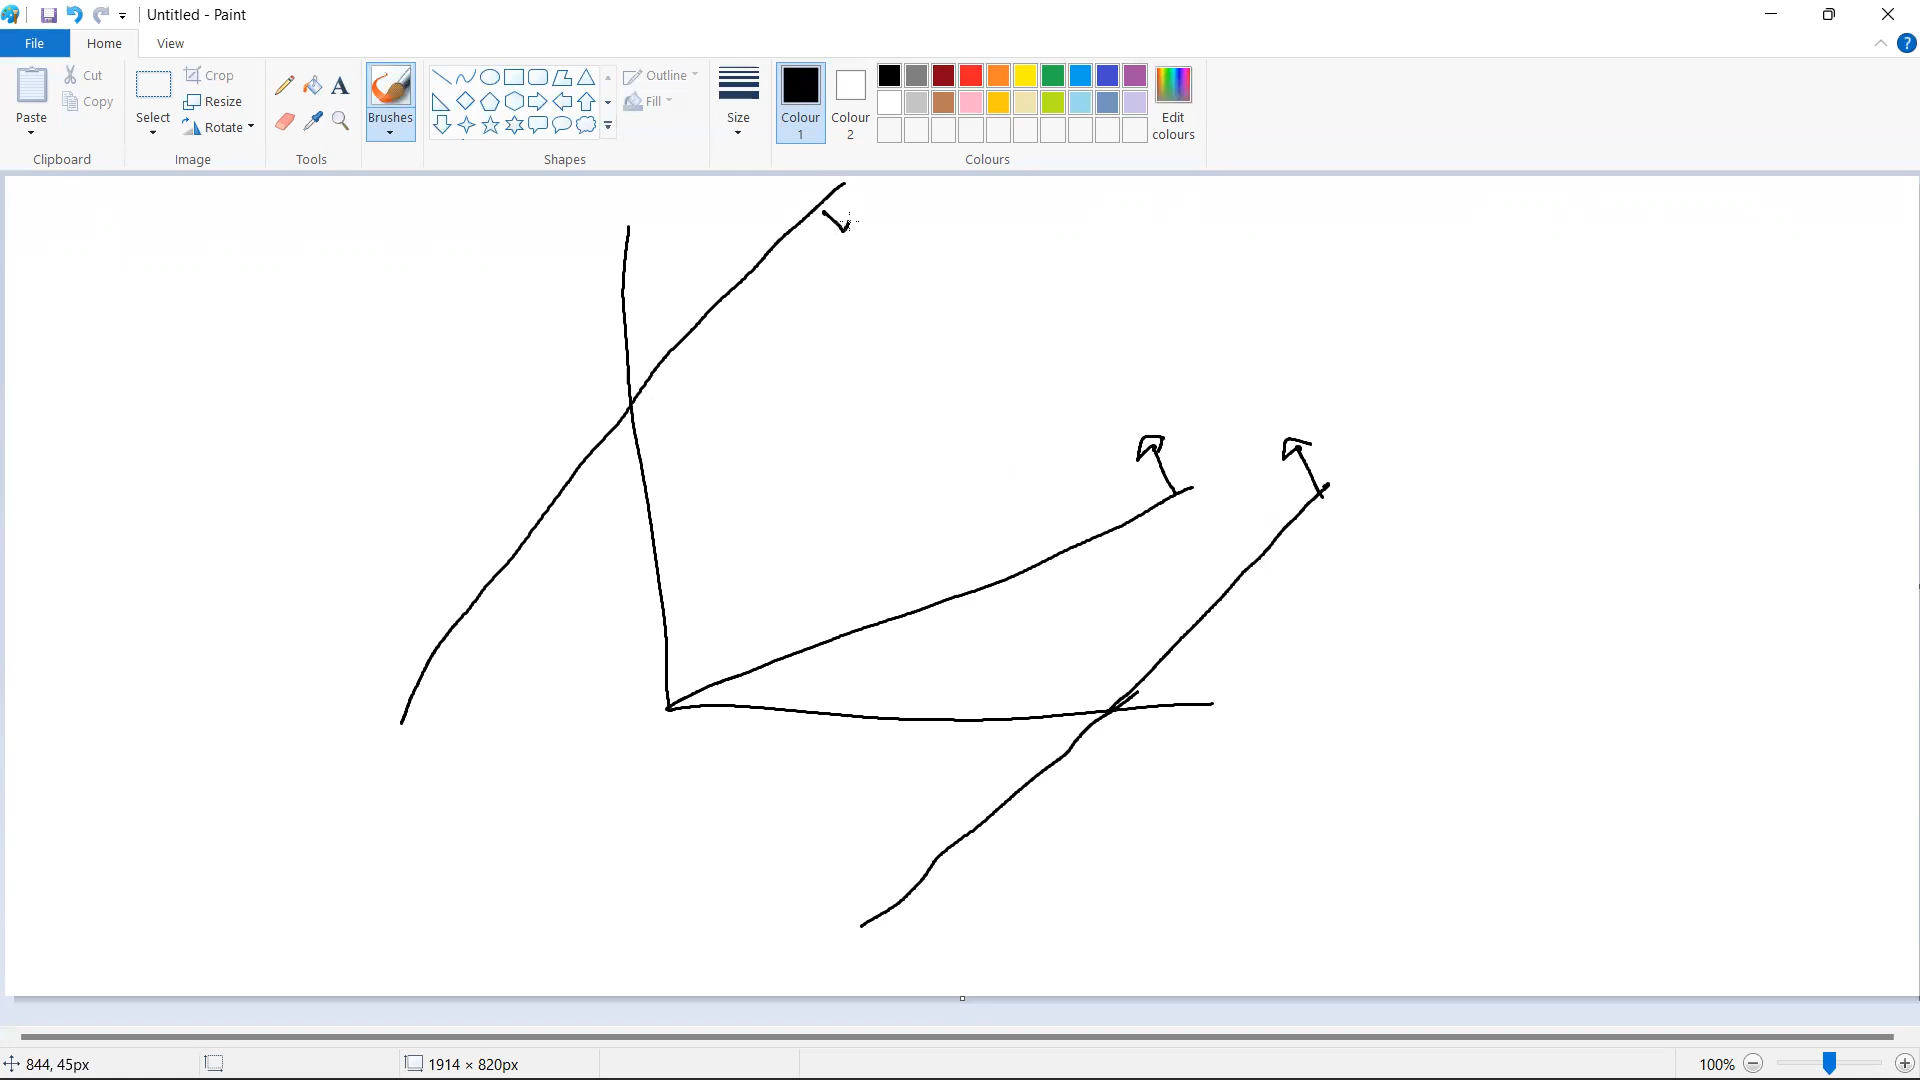 Untitled - Paint
File Home View
Paste Cut Copy Select Crop Resize Rotate Brushes Outline Fill Size Colour 1 Colour 2 Edit colours
Clipboard Image Tools Shapes Colours
A
?
844, 45px 1914 × 820px 100%